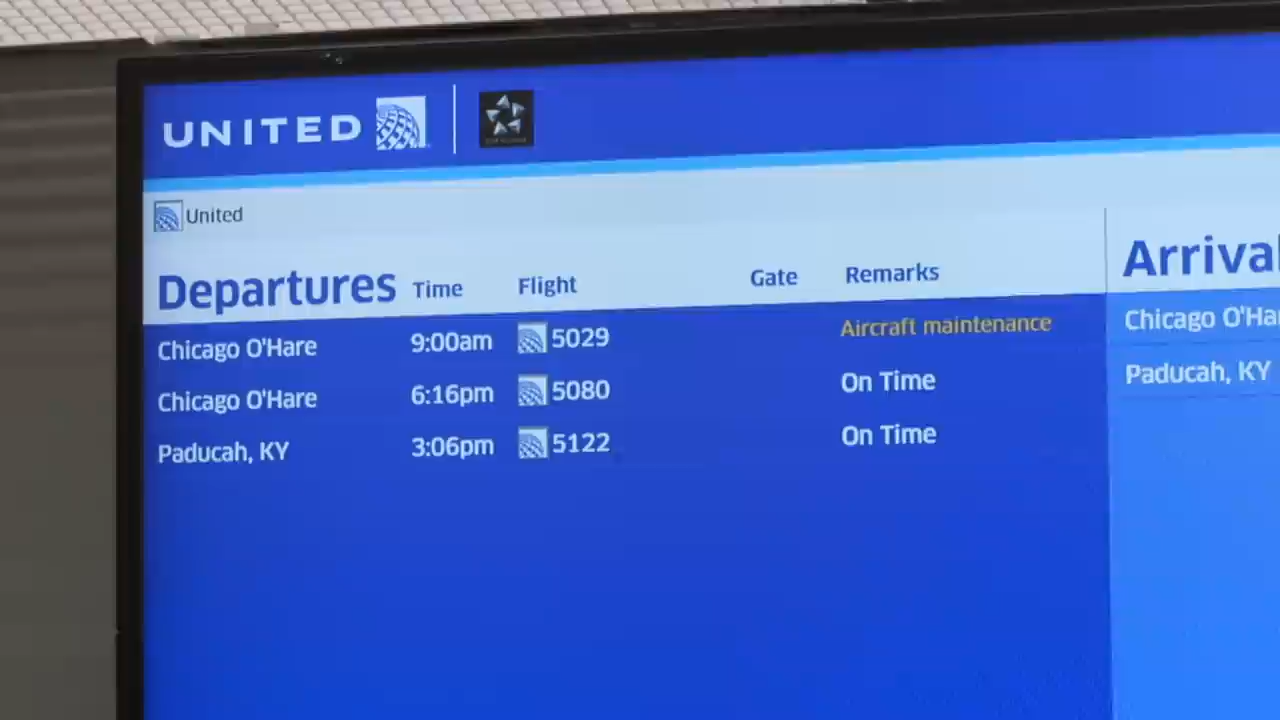 UNITED
United
Departures Time Flight Gate Remarks
Chicago O'Hare 9:00am 5029 Aircraft maintenance
Chicago O'Hare 6:16pm 5080 On Time
Paducah, KY 3:06pm 5122 On Time
Arrival
Chicago O'Har
Paducah, KY